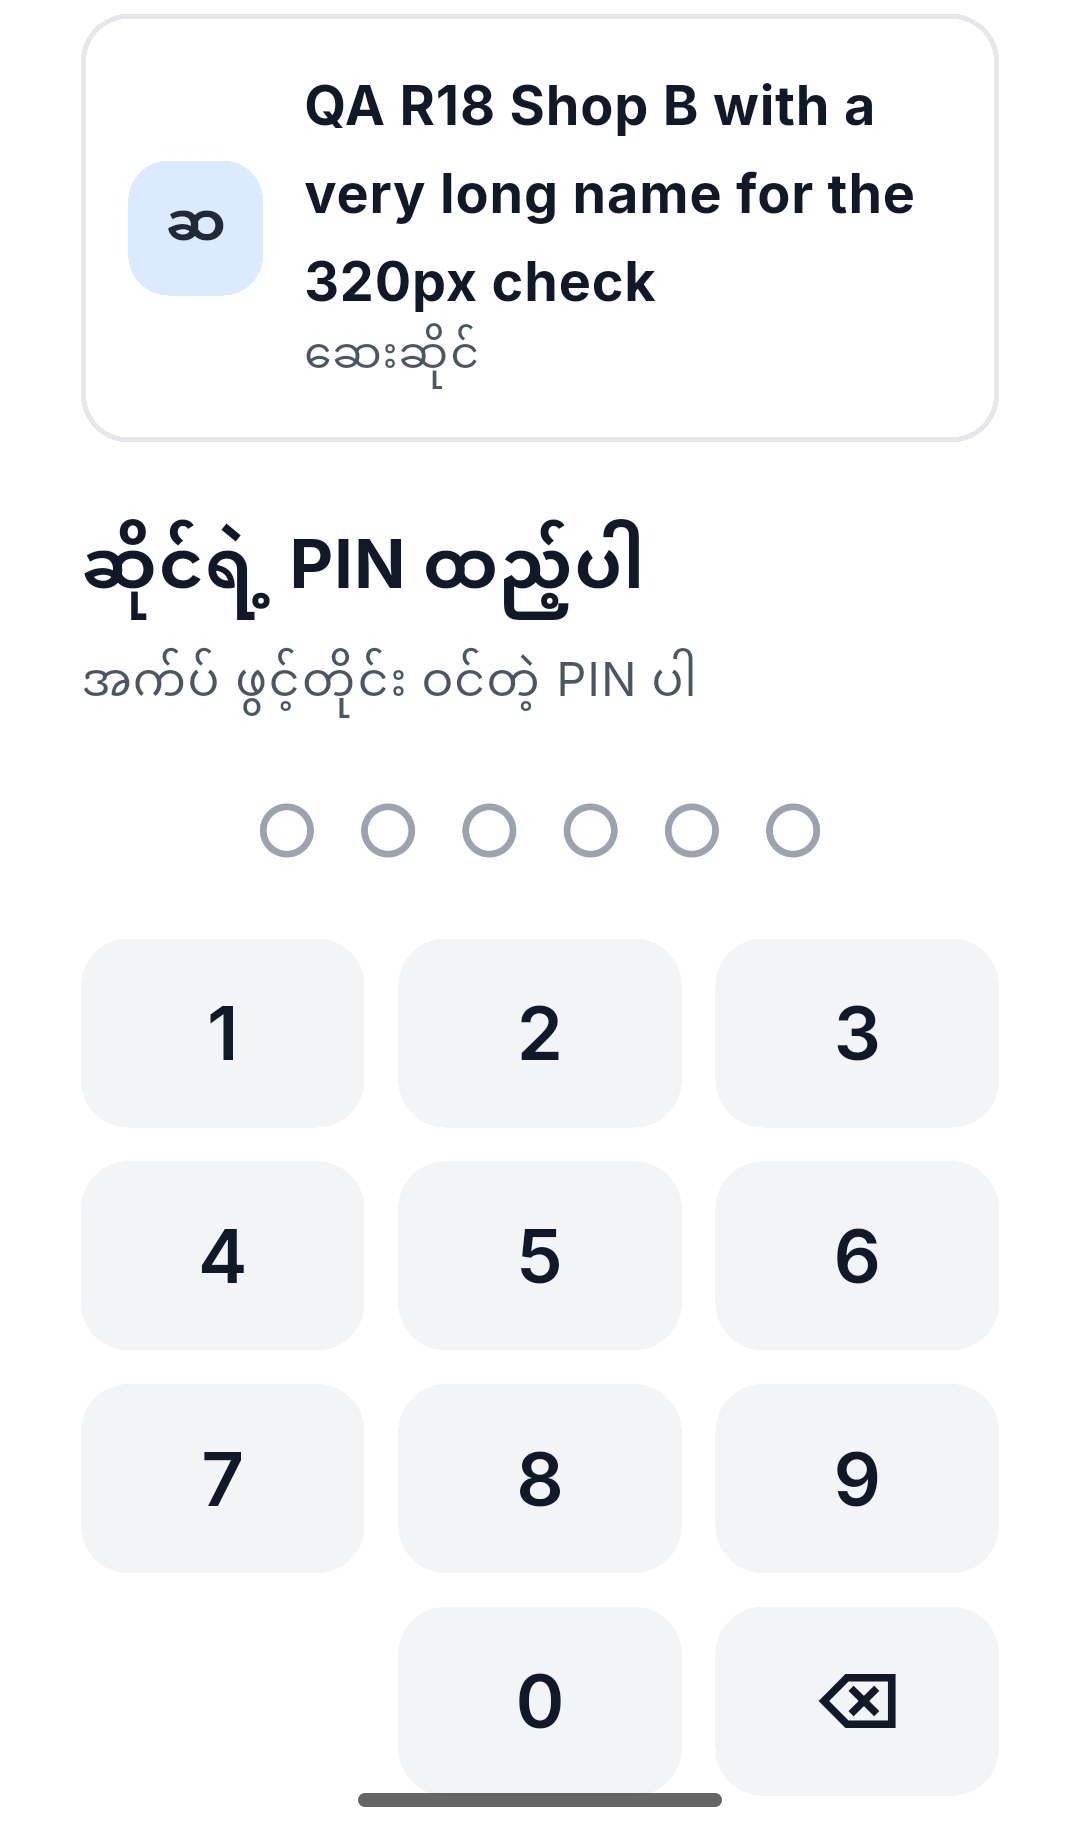 ဆ
QA R18 Shop B with a
very long name for the
320px check
ဆေးဆိုင်
ဆိုင်ရဲ့ PIN ထည့်ပါ
အက်ပ် ဖွင့်တိုင်း ဝင်တဲ့ PIN ပါ
1 2 3
4 5 6
7 8 9
0